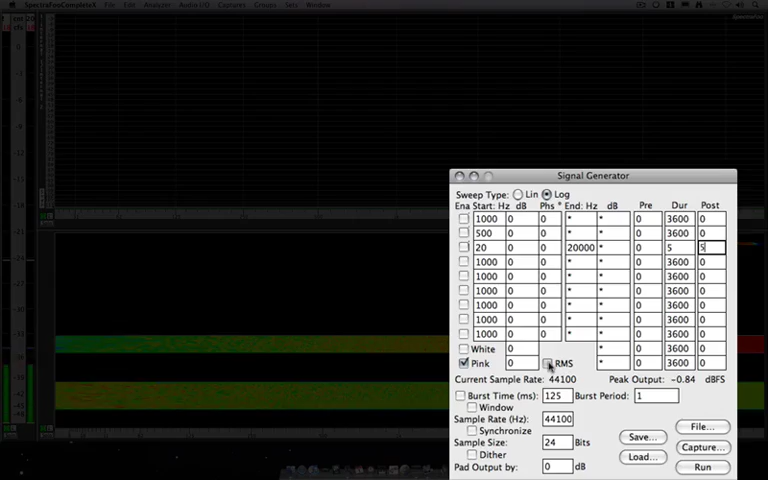 SpectraFooCompleteX File Edit Analyzer Audio I/O Captures Groups Sets Window
spectrafoo
Signal Generator
Sweep Type: Lin Log
Ena Start: Hz dB Phs ° End: Hz dB Pre Dur Post
1000 0 0 * * 0 3600 0
500 0 0 * * 0 3600 0
20 0 0 20000 * 0 5 5
1000 0 0 * * 0 3600 0
1000 0 0 * * 0 3600 0
1000 0 0 * * 0 3600 0
1000 0 0 * * 0 3600 0
1000 0 0 * * 0 3600 0
1000 0 0 * * 0 3600 0
White 0 * 0 3600 0
Pink 0 RMS * 0 3600 0
Current Sample Rate: 44100 Peak Output: -0.84 dBFS
Burst Time (ms): 125 Burst Period: 1
Window
Sample Rate (Hz): 44100 File...
Synchronize
Sample Size: 24 Bits Save... Capture...
Dither Load...
Pad Output by: 0 dB Run